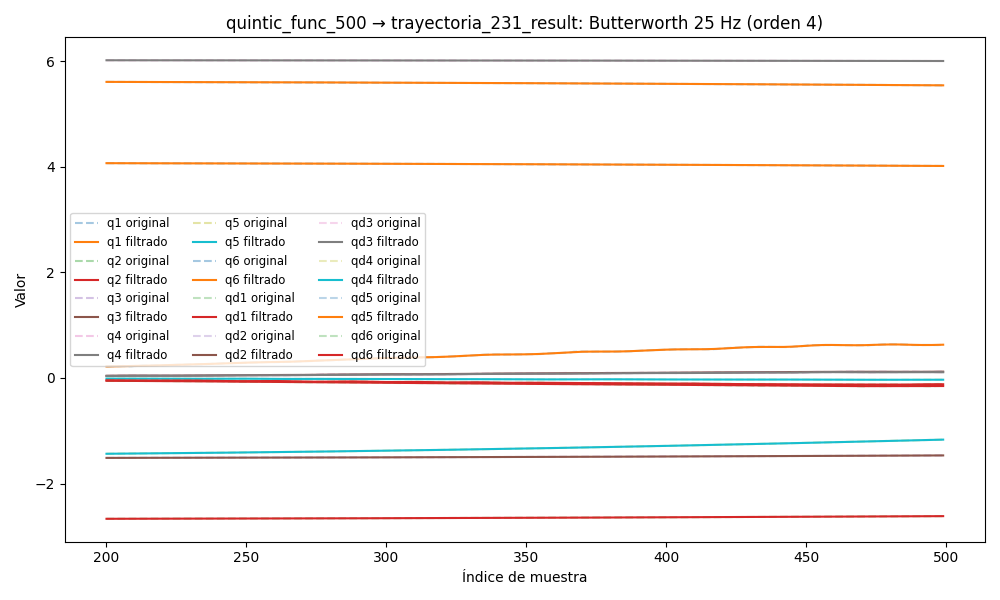 quintic_func_500 → trayectoria_231_result: Butterworth 25 Hz (orden 4)
Valor
6
4
2
0
−2
q1 original
q1 filtrado
q2 original
q2 filtrado
q3 original
q3 filtrado
q4 original
q4 filtrado
q5 original
q5 filtrado
q6 original
q6 filtrado
qd1 original
qd1 filtrado
qd2 original
qd2 filtrado
qd3 original
qd3 filtrado
qd4 original
qd4 filtrado
qd5 original
qd5 filtrado
qd6 original
qd6 filtrado
200 250 300 350 400 450 500
Índice de muestra